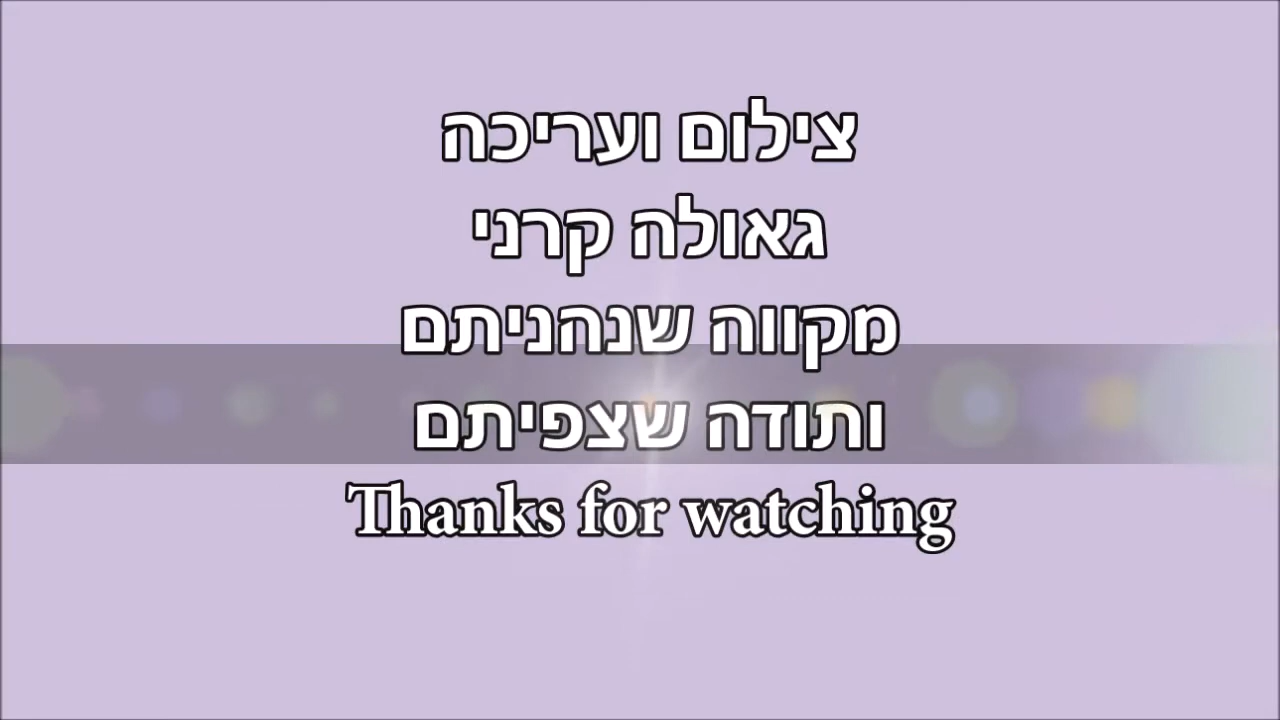 צילום ועריכה
גאולה קרני
מקווה שנהניתם
ותודה שצפיתם
Thanks for watching